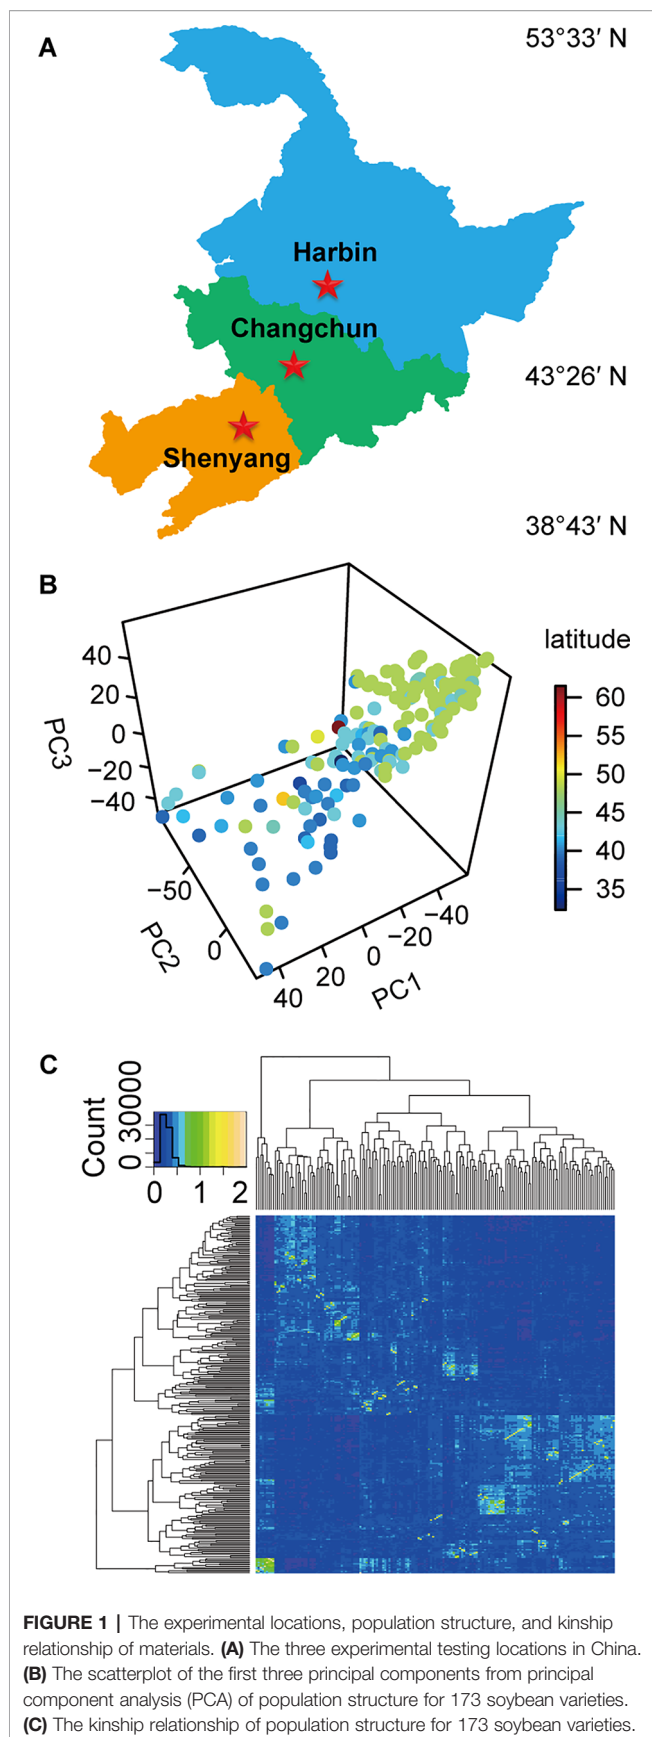 A
53°33′ N
Harbin
Changchun
43°26′ N
Shenyang
38°43′ N
B
latitude
40
20
0
−20
−40
PC3
60
55
50
45
40
35
−50
0
PC2
40
20
0
−20
−40
PC1
C
Count
0 30000
0 1 2
FIGURE 1 | The experimental locations, population structure, and kinship
relationship of materials. (A) The three experimental testing locations in China.
(B) The scatterplot of the first three principal components from principal
component analysis (PCA) of population structure for 173 soybean varieties.
(C) The kinship relationship of population structure for 173 soybean varieties.